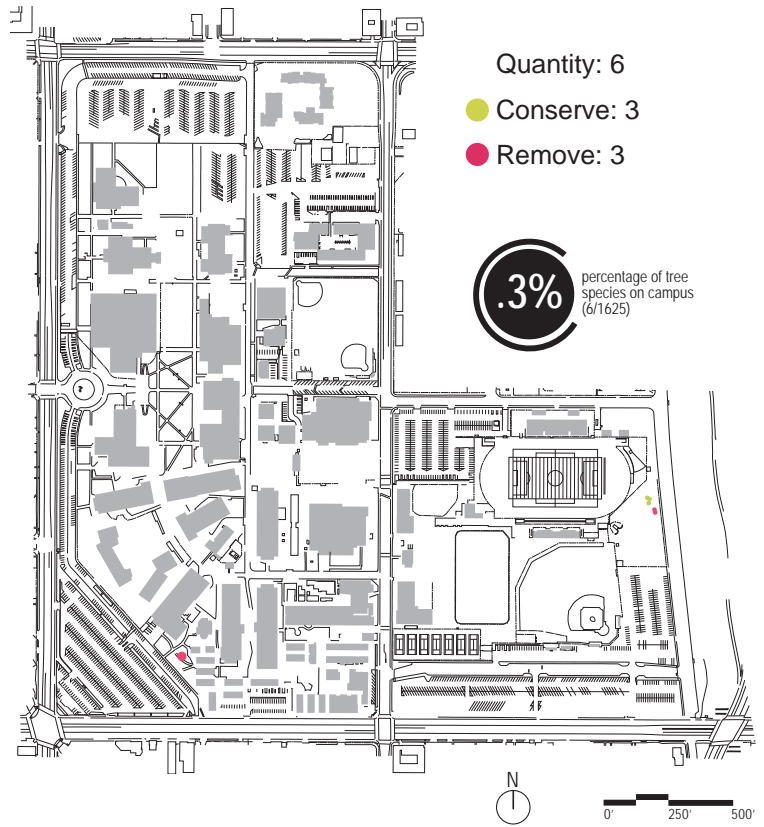 Quantity: 6
Conserve: 3
Remove: 3
.3%
percentage of tree
species on campus
(6/1625)
N
0' 250' 500'